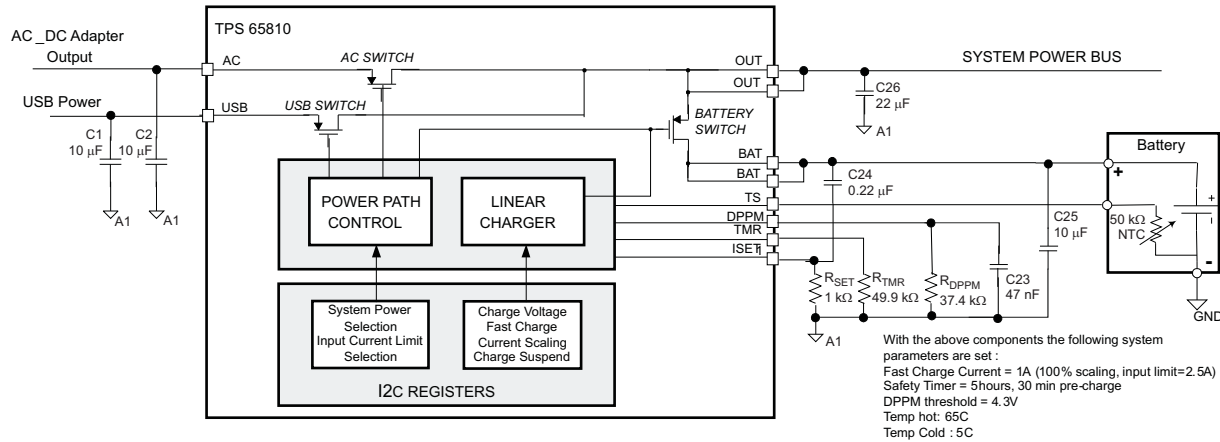 TPS 65810
AC _DC Adapter
Output
AC
AC SWITCH
OUT
SYSTEM POWER BUS
OUT
USB Power
USB
USB SWITCH
BATTERY
SWITCH
C26
22 μF
A1
C1
10 μF
C2
10 μF
A1
A1
BAT
BAT
C24
0.22 μF
Battery
+
+
-
-
POWER PATH
CONTROL
LINEAR
CHARGER
TS
DPPM
TMR
ISET1
A1
C25
10 μF
50 kΩ
NTC
RSET
1 kΩ
RTMR
49.9 kΩ
RDPPM
37.4 kΩ
C23
47 nF
GND
A1
System Power
Selection
Input Current Limit
Selection
Charge Voltage
Fast Charge
Current Scaling
Charge Suspend
I2C REGISTERS
With the above components the following system
parameters are set :
Fast Charge Current = 1A (100% scaling, input limit=2.5A)
Safety Timer = 5hours, 30 min pre-charge
DPPM threshold = 4.3V
Temp hot: 65C
Temp Cold : 5C